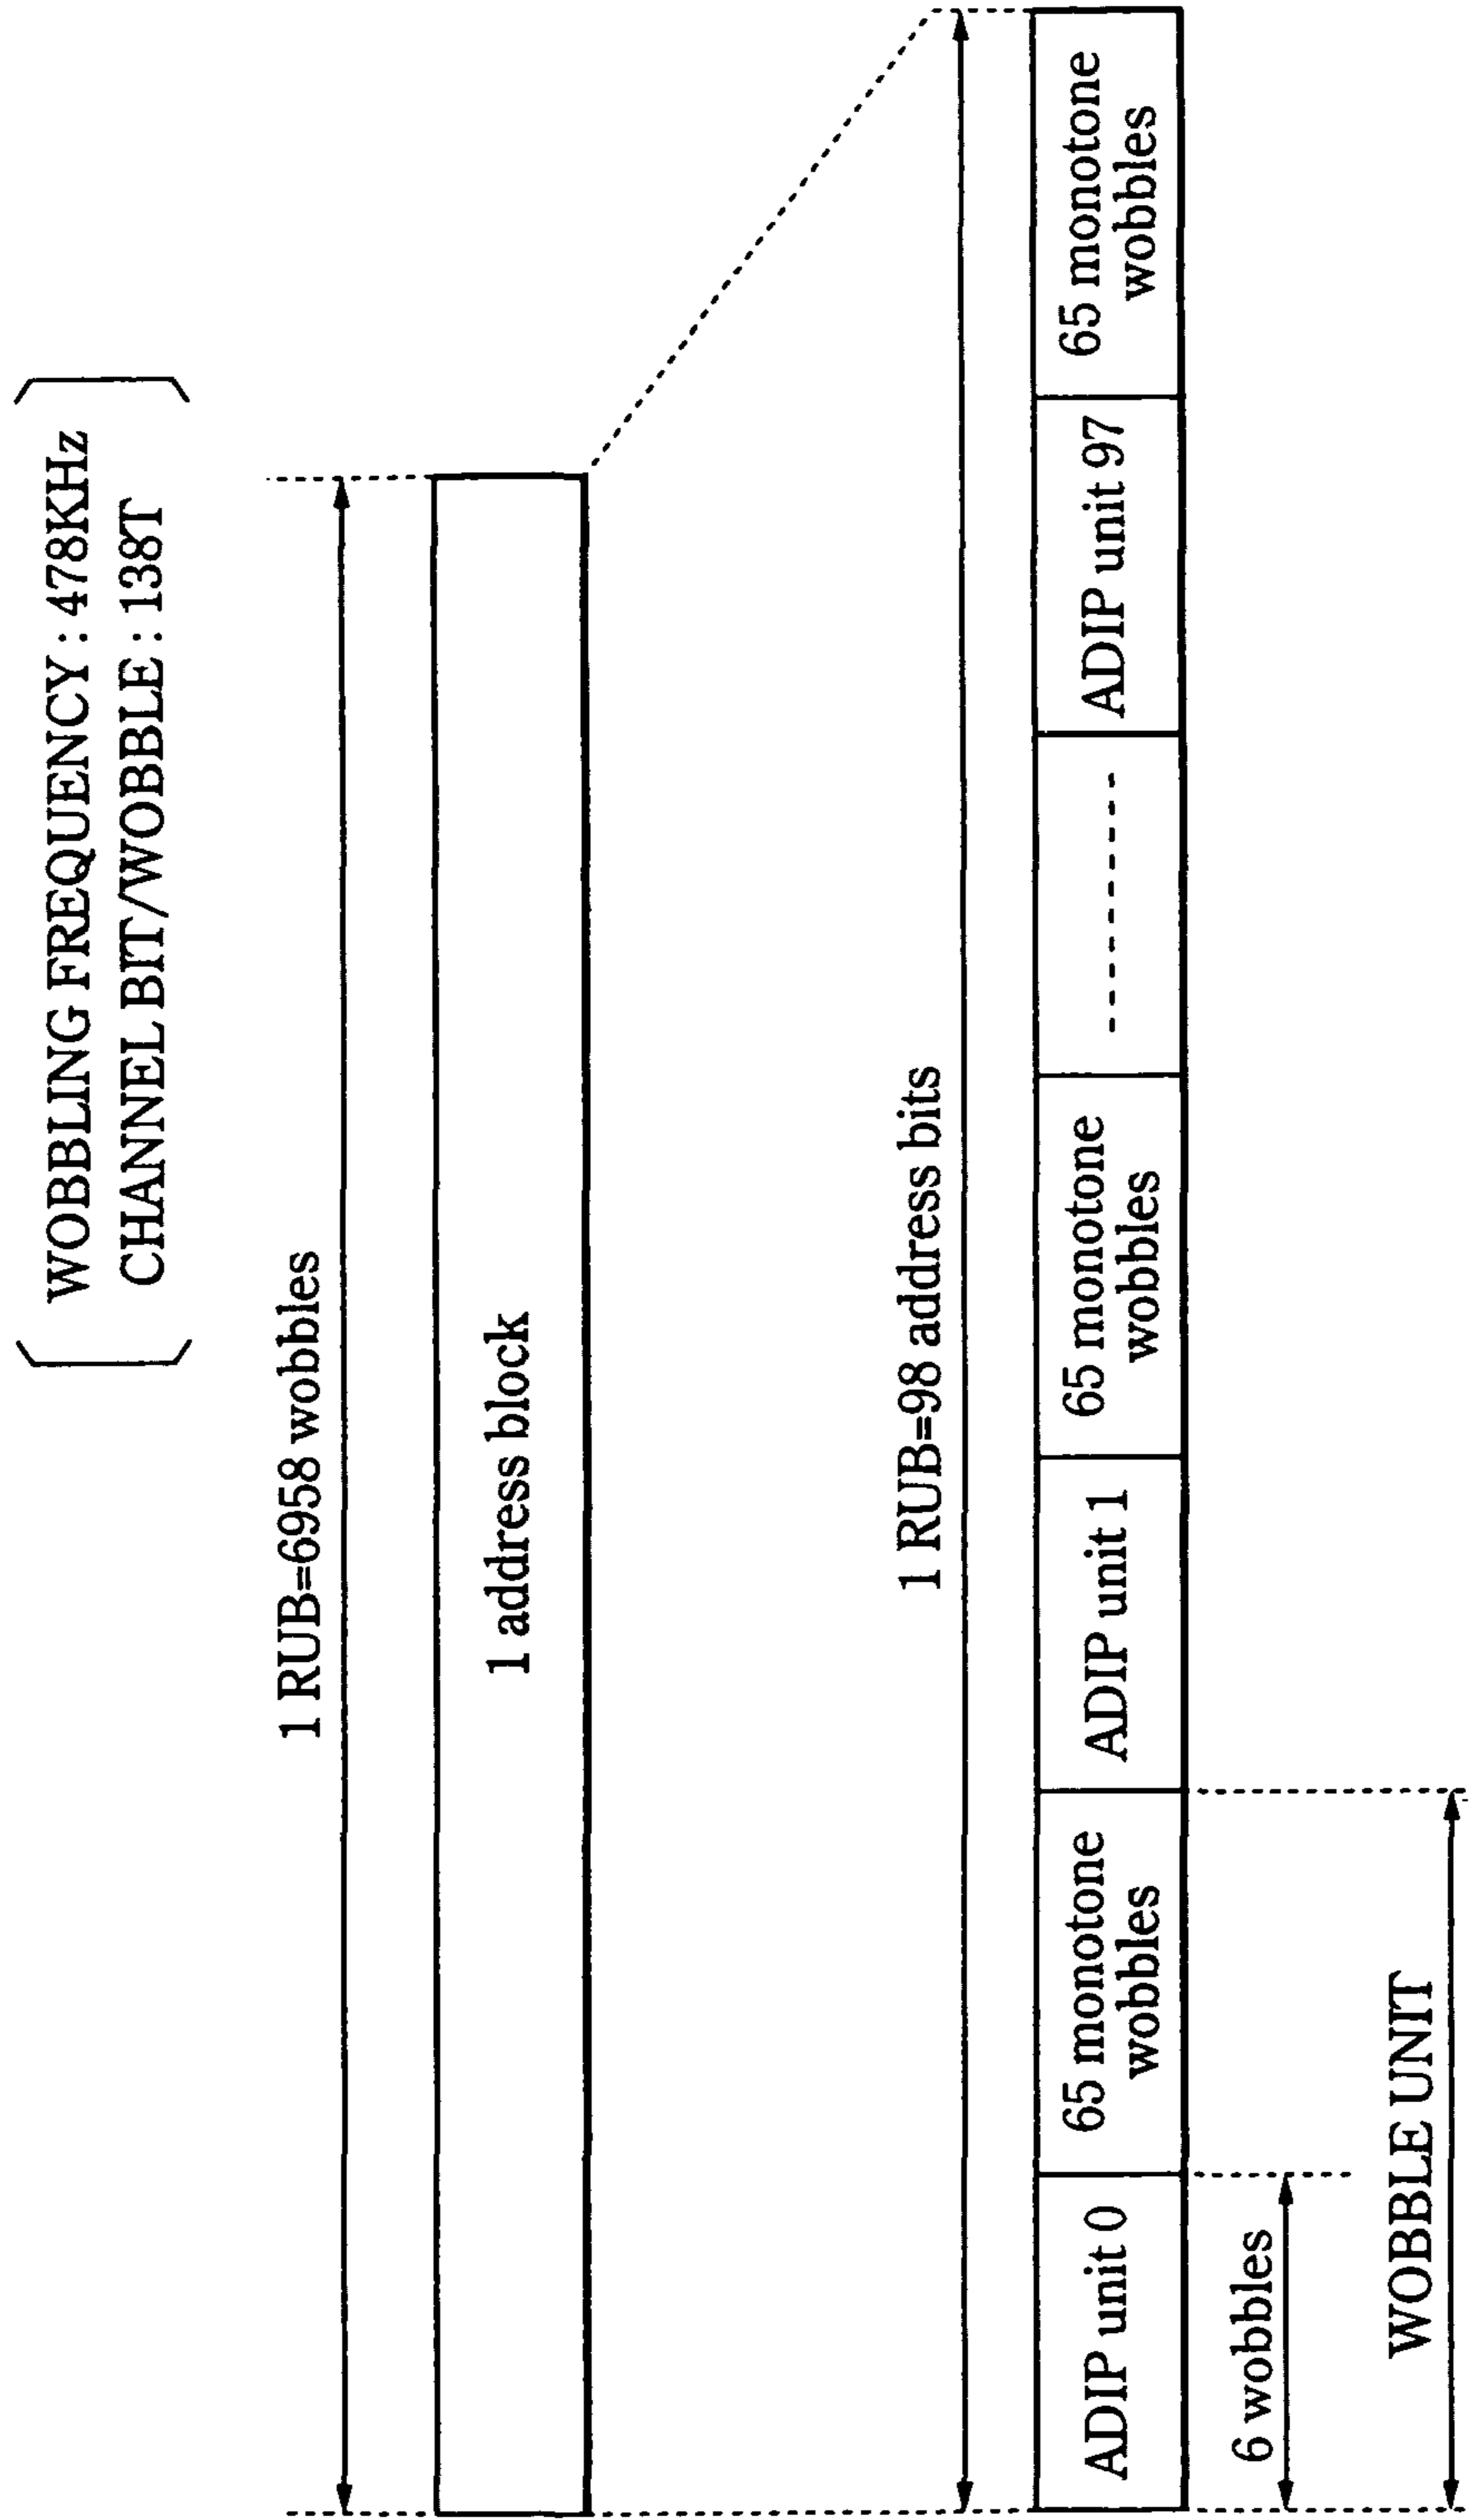 WOBBLING FREQUENCY : 478KHz
CHANNEL BIT/WOBBLE : 138T
1 RUB=6958 wobbles
1 address block
1 RUB=98 address bits
ADIP unit 0
65 monotone
wobbles
ADIP unit 1
65 monotone
wobbles
ADIP unit 97
65 monotone
wobbles
6 wobbles
WOBBLE UNIT